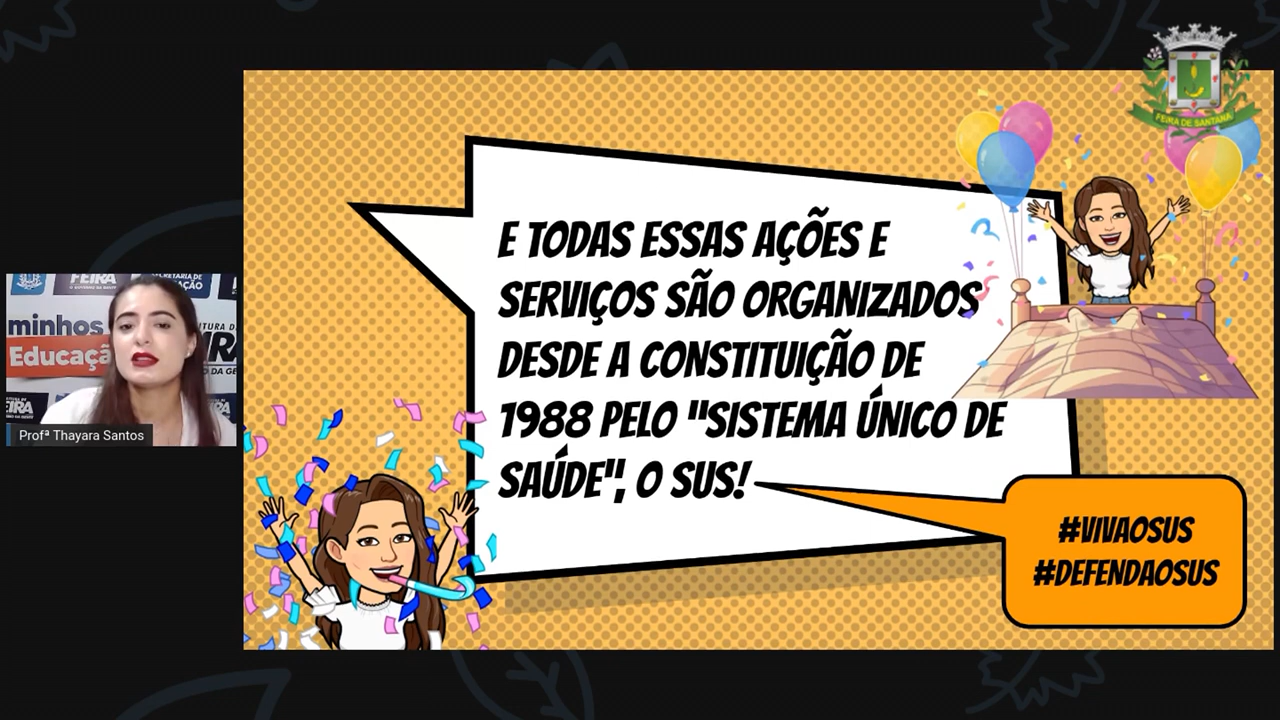 FEIRA DE SANTANA
E TODAS ESSAS AÇÕES E
SERVIÇOS SÃO ORGANIZADOS
DESDE A CONSTITUIÇÃO DE
1988 PELO "SISTEMA ÚNICO DE
SAÚDE", O SUS!
#VIVAOSUS
#DEFENDAOSUS
FEIRA
minhos
Educaçã
Profª Thayara Santos